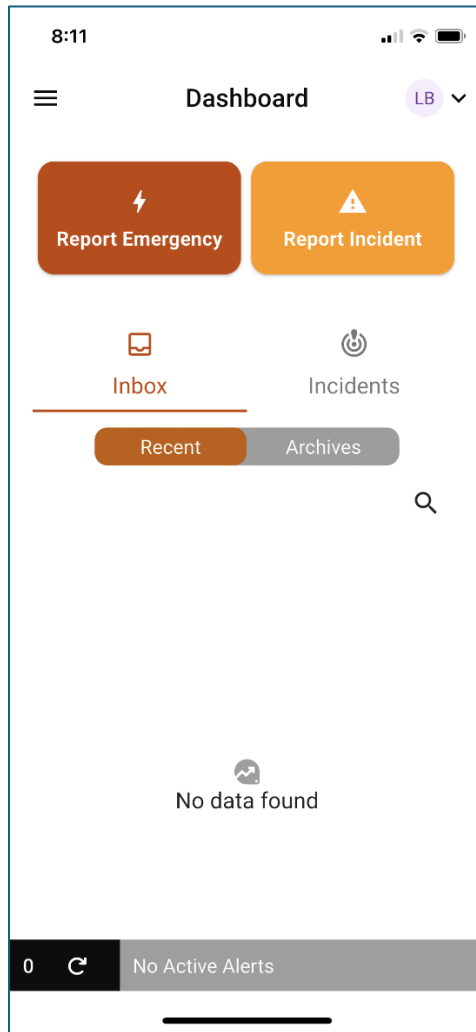 8:11
Dashboard LB
Report Emergency Report Incident
Inbox Incidents
Recent Archives
No data found
0 No Active Alerts